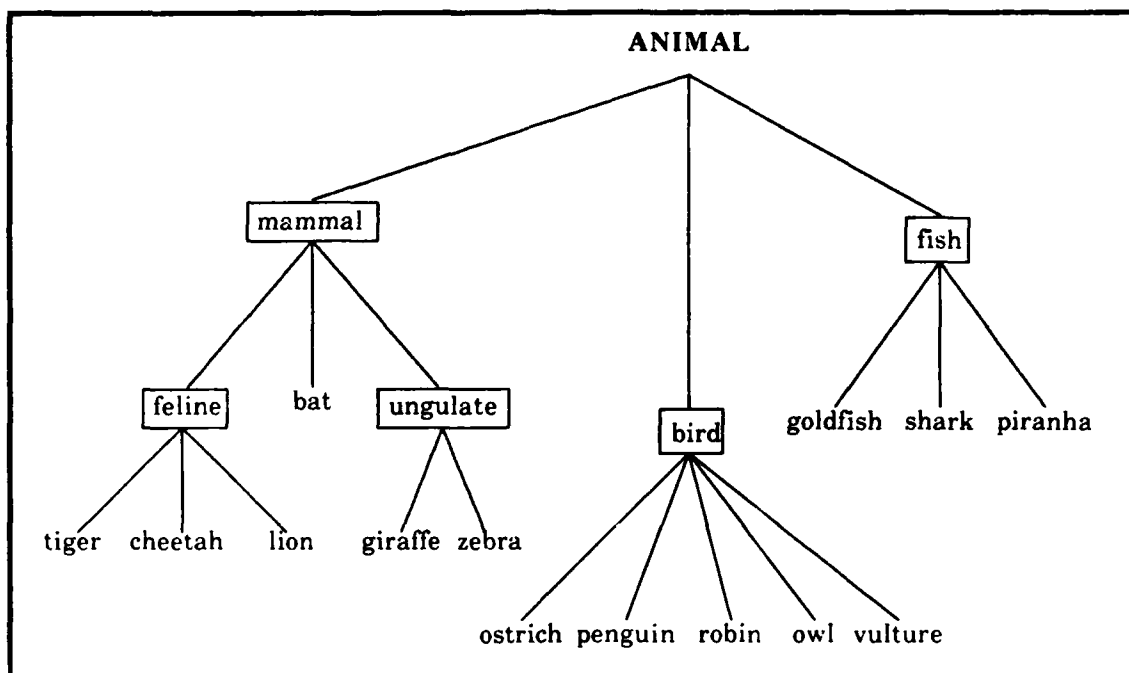 ANIMAL
mammal
fish
feline
bat
ungulate
bird
goldfish shark piranha
tiger cheetah lion giraffe zebra
ostrich penguin robin owl vulture